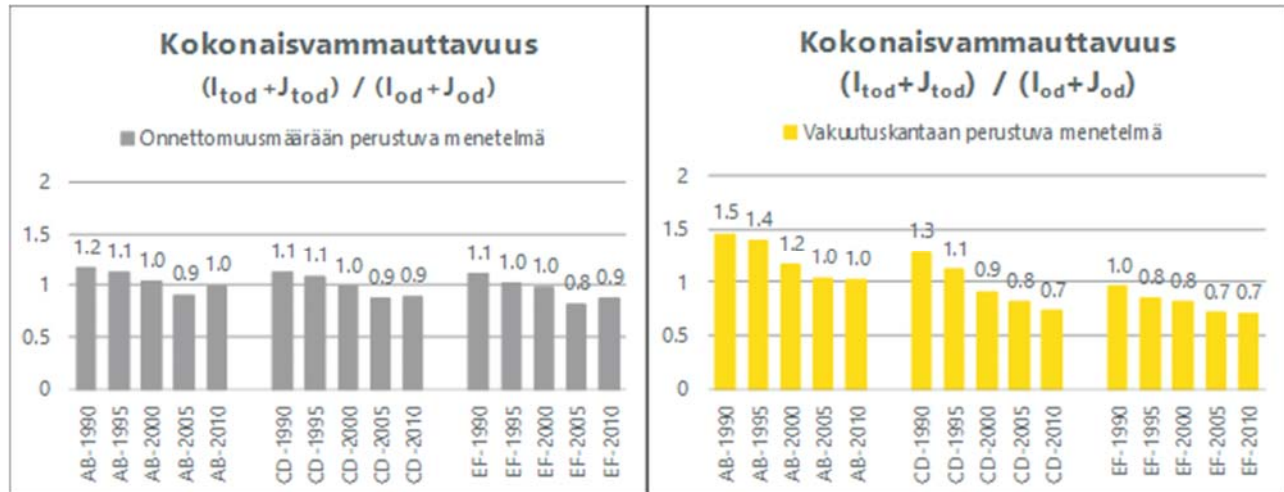 Kokonaisvammauttavuus
(Itod +Jtod) / (Iod+Jod)
Onnettomuusmäärään perustuva menetelmä
2
1.5
1
0.5
0
1.2
1.1
1.0
0.9
1.0
1.1
1.1
1.0
0.9
0.9
1.1
1.0
1.0
0.8
0.9
AB-1990
AB-1995
AB-2000
AB-2005
AB-2010
CD-1990
CD-1995
CD-2000
CD-2005
CD-2010
EF-1990
EF-1995
EF-2000
EF-2005
EF-2010
Kokonaisvammauttavuus
(Itod+Jtod) / (Iod+Jod)
Vakuutuskantaan perustuva menetelmä
2
1.5
1
0.5
0
1.5
1.4
1.2
1.0
1.0
1.3
1.1
0.9
0.8
0.7
1.0
0.8
0.8
0.7
0.7
AB-1990
AB-1995
AB-2000
AB-2005
AB-2010
CD-1990
CD-1995
CD-2000
CD-2005
CD-2010
EF-1990
EF-1995
EF-2000
EF-2005
EF-2010